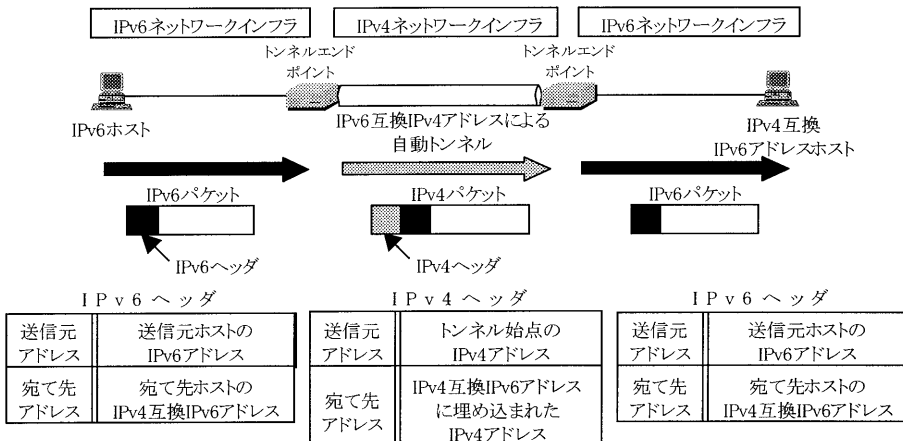 IPv6ネットワークインフラ
IPv4ネットワークインフラ
IPv6ネットワークインフラ
トンネルエンド
ポイント
トンネルエンド
ポイント
IPv6ホスト
IPv6互換IPv4アドレスによる
自動トンネル
IPv4互換
IPv6アドレスホスト
IPv6パケット
IPv4パケット
IPv6パケット
IPv6ヘッダ
IPv4ヘッダ
IPv6ヘッダ
送信元
アドレス
送信元ホストの
IPv6アドレス
宛て先
アドレス
宛て先ホストの
IPv4互換IPv6アドレス
IPv4ヘッダ
送信元
アドレス
トンネル始点の
IPv4アドレス
宛て先
アドレス
IPv4互換IPv6アドレス
に埋め込まれた
IPv4アドレス
IPv6ヘッダ
送信元
アドレス
送信元ホストの
IPv6アドレス
宛て先
アドレス
宛て先ホストの
IPv4互換IPv6アドレス